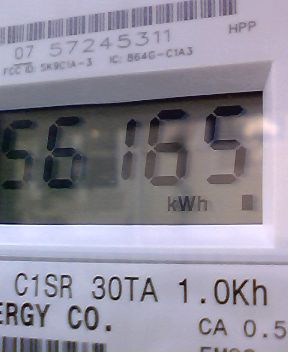 HPP
07 57245311
FCC ID: SK9C1A-3 IC: 864G-C1A3
56165
kWh
C1SR 30TA 1.0Kh
ERGY CO.
CA 0.5